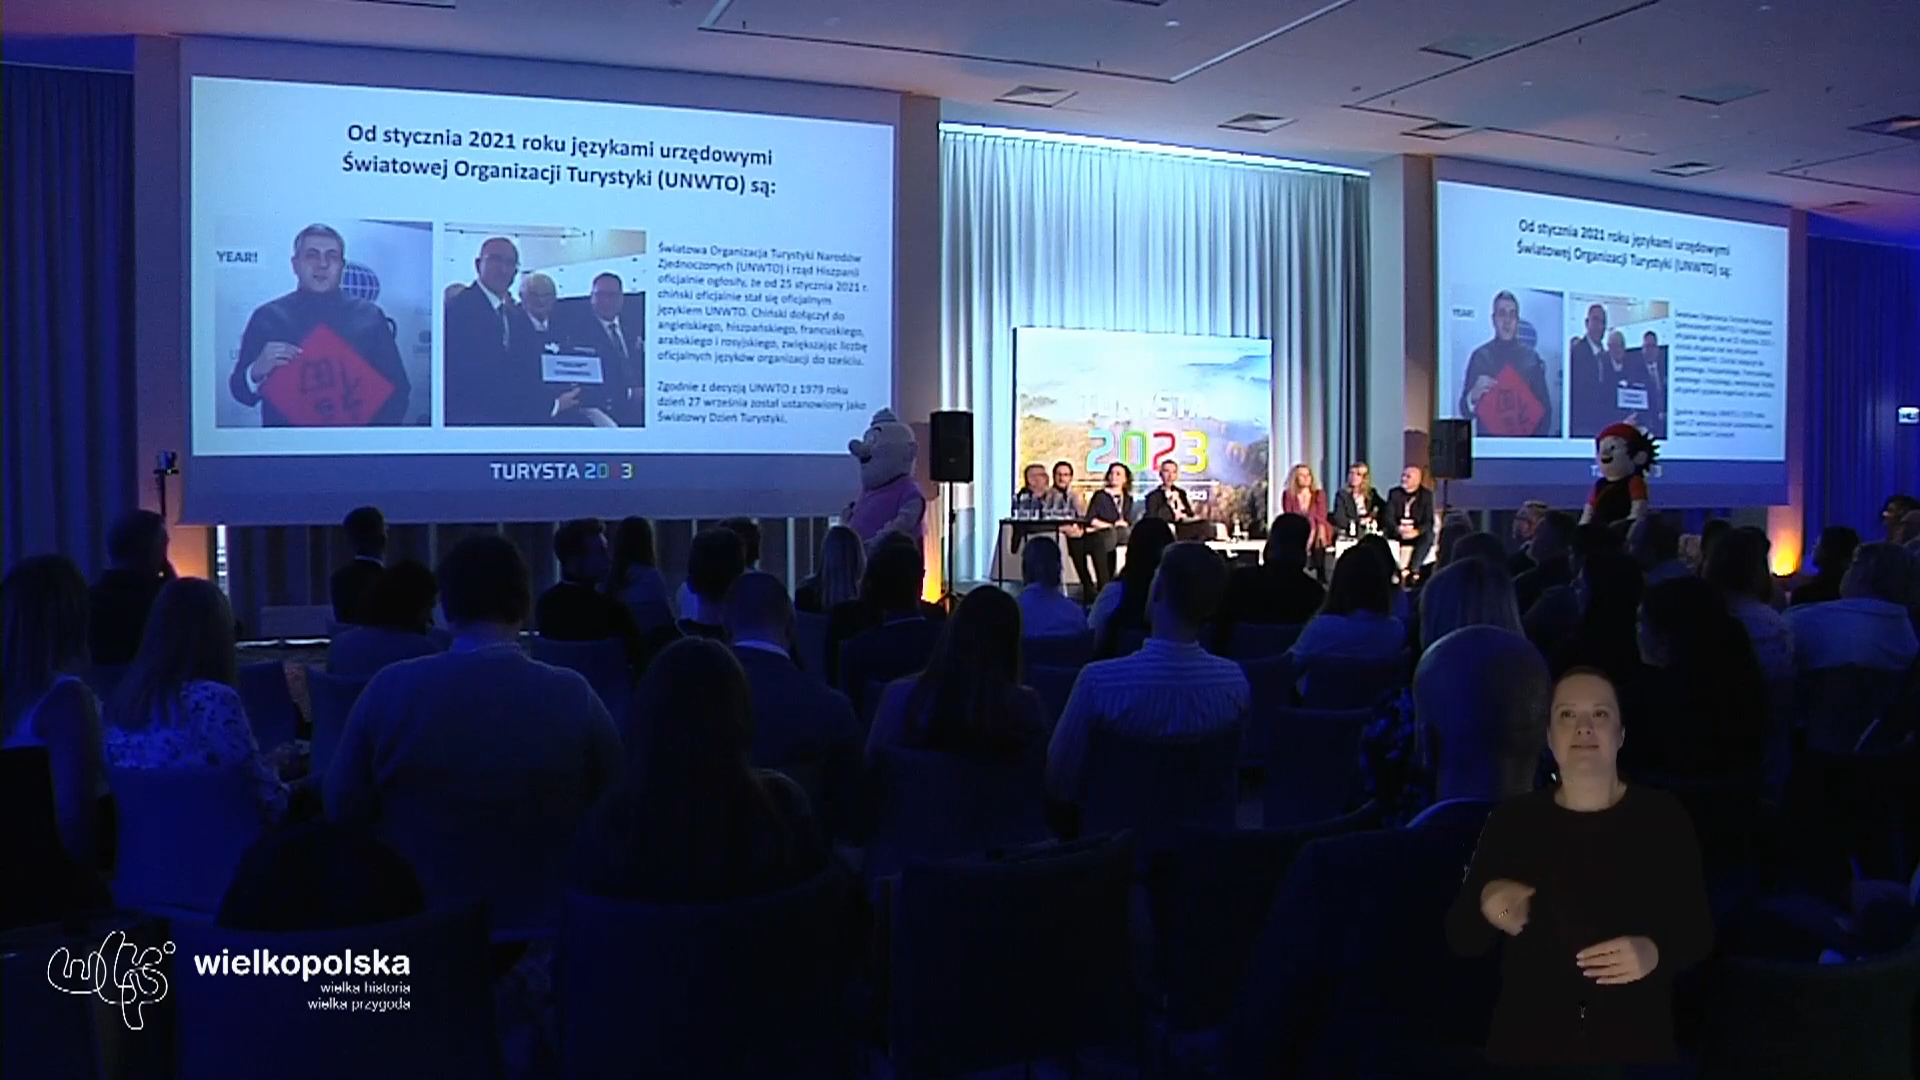 Od stycznia 2021 roku językami urzędowymi
Światowej Organizacji Turystyki (UNWTO) są:
YEAR!
Światowa Organizacja Turystyki Narodów
Zjednoczonych (UNWTO) i rząd Hiszpanii
oficjalnie ogłosiły, że od 25 stycznia 2021 r.
chiński oficjalnie stał się oficjalnym
językiem UNWTO. Chiński dołączył do
angielskiego, hiszpańskiego, francuskiego,
arabskiego i rosyjskiego, zwiększając liczbę
oficjalnych języków organizacji do sześciu.
Zgodnie z decyzją UNWTO z 1979 roku
dzień 27 września został ustanowiony jako
Światowy Dzień Turystyki.
TURYSTA 2023
TURYSTA
2023
2023
Od stycznia 2021 roku językami urzędowymi
Światowej Organizacji Turystyki (UNWTO) są:
YEAR!
wielkopolska
wielka historia
wielka przygoda